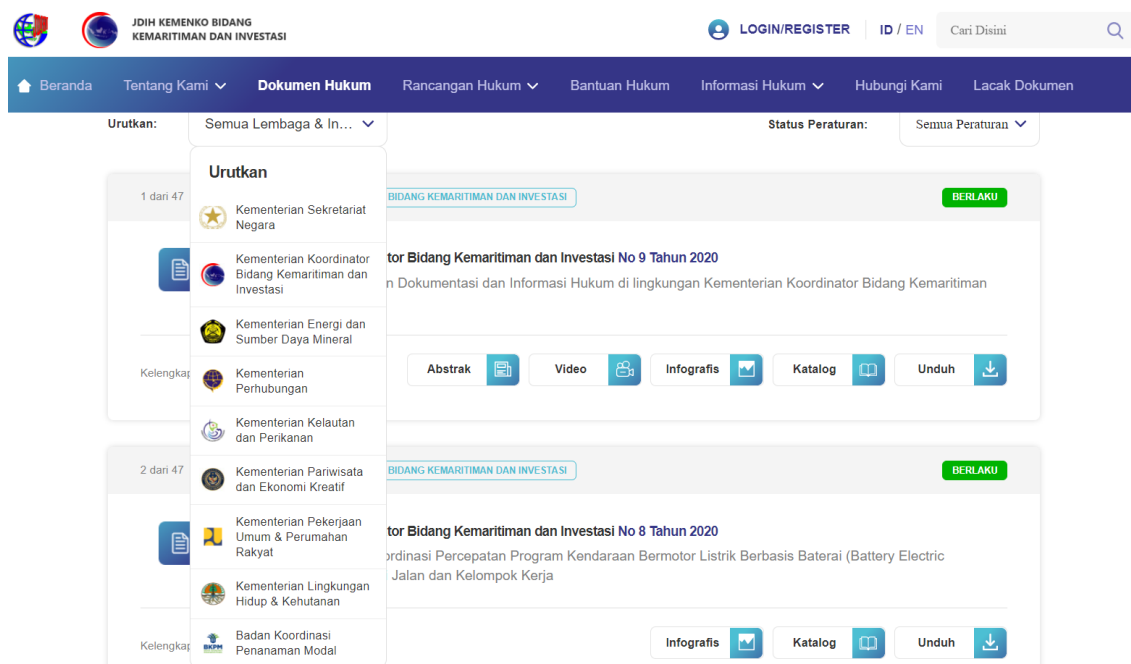 JDIH KEMENKO BIDANG
KEMARITIMAN DAN INVESTASI
LOGIN/REGISTER
ID / EN
Cari Disini
Beranda
Tentang Kami
Dokumen Hukum
Rancangan Hukum
Bantuan Hukum
Informasi Hukum
Hubungi Kami
Lacak Dokumen
Urutkan:
Semua Lembaga & In...
Status Peraturan:
Semua Peraturan
Urutkan
Kementerian Sekretariat
Negara
Kementerian Koordinator
Bidang Kemaritiman dan
Investasi
Kementerian Energi dan
Sumber Daya Mineral
Kementerian
Perhubungan
Kementerian Kelautan
dan Perikanan
Kementerian Pariwisata
dan Ekonomi Kreatif
Kementerian Pekerjaan
Umum & Perumahan
Rakyat
Kementerian Lingkungan
Hidup & Kehutanan
BKPM
Badan Koordinasi
Penanaman Modal
1 dari 47
BIDANG KEMARITIMAN DAN INVESTASI
BERLAKU
tor Bidang Kemaritiman dan Investasi No 9 Tahun 2020
n Dokumentasi dan Informasi Hukum di lingkungan Kementerian Koordinator Bidang Kemaritiman
Kelengkap
Abstrak
Video
Infografis
Katalog
Unduh
2 dari 47
BIDANG KEMARITIMAN DAN INVESTASI
BERLAKU
tor Bidang Kemaritiman dan Investasi No 8 Tahun 2020
ordinasi Percepatan Program Kendaraan Bermotor Listrik Berbasis Baterai (Battery Electric
Jalan dan Kelompok Kerja
Kelengkap
Infografis
Katalog
Unduh